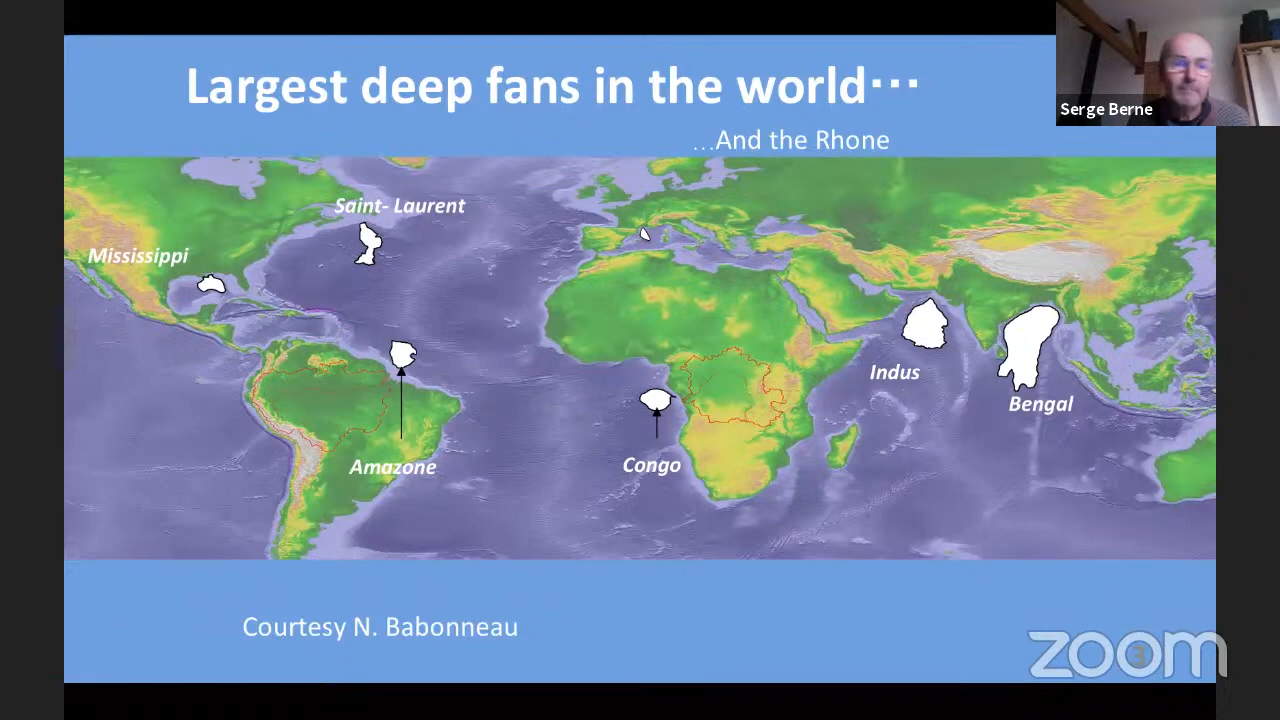 Largest deep fans in the world…
…And the Rhone
Serge Berne
Saint- Laurent
Mississippi
Indus
Bengal
Amazone
Congo
Courtesy N. Babonneau
3
zoom